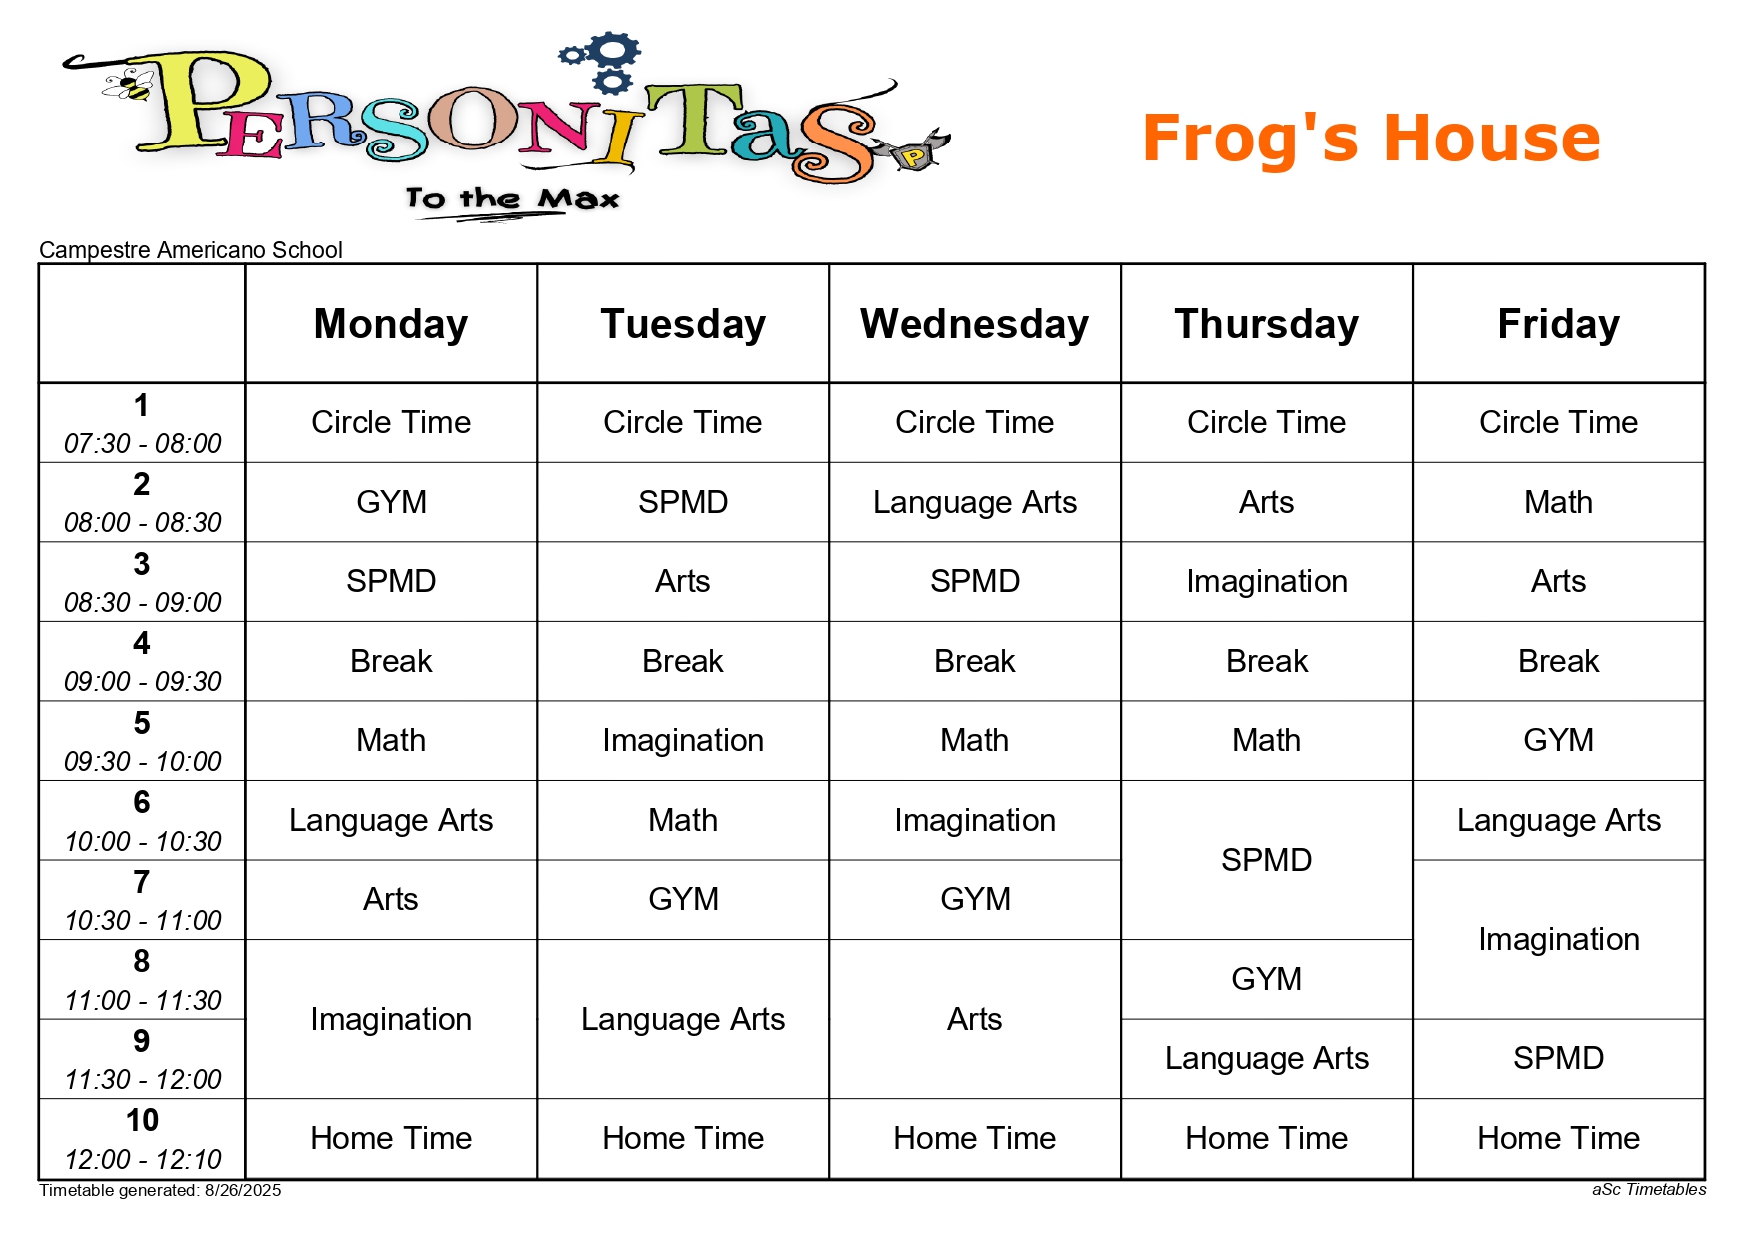 PERSONITAS
To the Max
P
Frog's House
Campestre Americano School
Monday Tuesday Wednesday Thursday Friday
1
07:30 - 08:00
Circle Time Circle Time Circle Time Circle Time Circle Time
2
08:00 - 08:30
GYM SPMD Language Arts Arts Math
3
08:30 - 09:00
SPMD Arts SPMD Imagination Arts
4
09:00 - 09:30
Break Break Break Break Break
5
09:30 - 10:00
Math Imagination Math Math GYM
6
10:00 - 10:30
Language Arts Math Imagination SPMD Language Arts
7
10:30 - 11:00
Arts GYM GYM Imagination
8
11:00 - 11:30
Imagination Language Arts Arts GYM
9
11:30 - 12:00
Language Arts SPMD
10
12:00 - 12:10
Home Time Home Time Home Time Home Time Home Time
Timetable generated: 8/26/2025
aSc Timetables